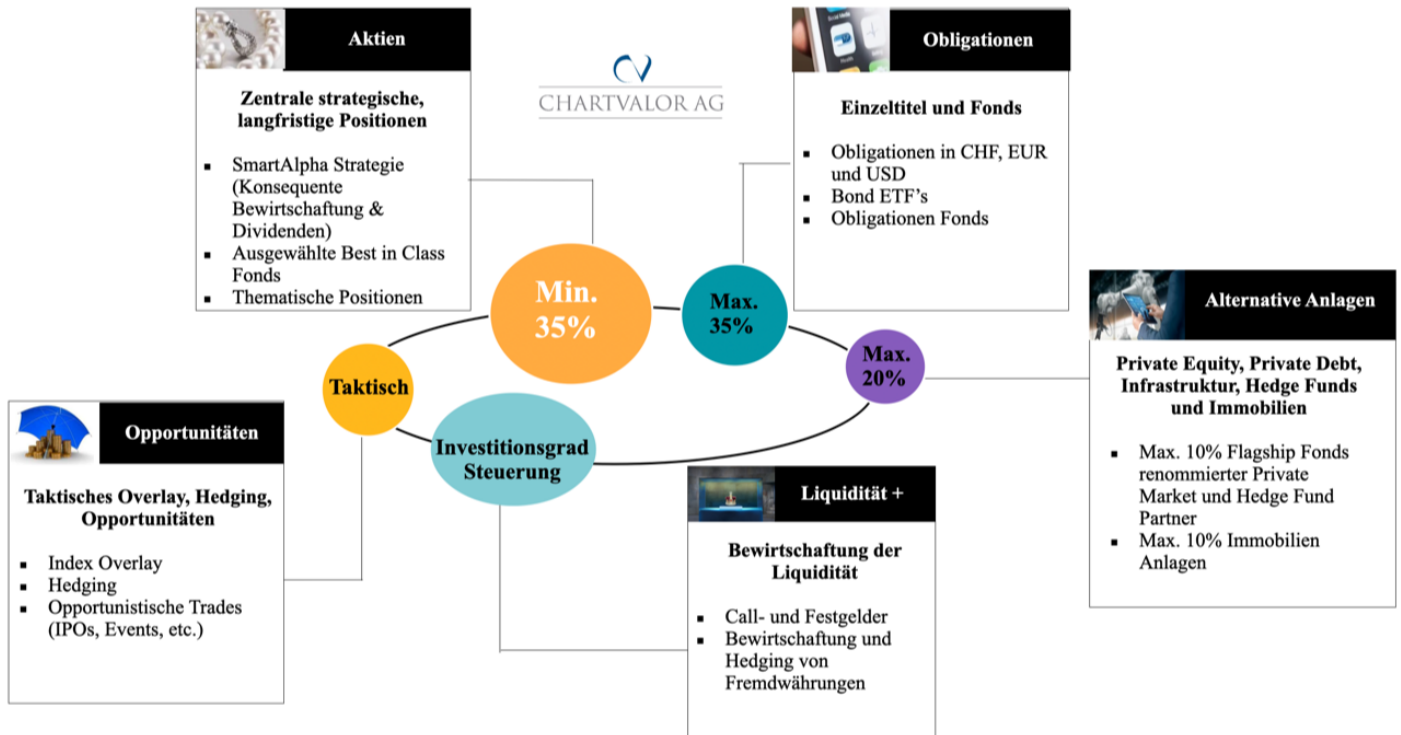 Aktien
Zentrale strategische,
langfristige Positionen
▪ SmartAlpha Strategie
(Konsequente
Bewirtschaftung &
Dividenden)
▪ Ausgewählte Best in Class
Fonds
▪ Thematische Positionen
CV
CHARTVALOR AG
Obligationen
Einzeltitel und Fonds
▪ Obligationen in CHF, EUR
und USD
▪ Bond ETF’s
▪ Obligationen Fonds
Min.
35%
Max.
35%
Max.
20%
Taktisch
Investitionsgrad
Steuerung
Alternative Anlagen
Private Equity, Private Debt,
Infrastruktur, Hedge Funds
und Immobilien
▪ Max. 10% Flagship Fonds
renommierter Private
Market und Hedge Fund
Partner
▪ Max. 10% Immobilien
Anlagen
Opportunitäten
Taktisches Overlay, Hedging,
Opportunitäten
▪ Index Overlay
▪ Hedging
▪ Opportunistische Trades
(IPOs, Events, etc.)
Liquidität +
Bewirtschaftung der
Liquidität
▪ Call- und Festgelder
▪ Bewirtschaftung und
Hedging von
Fremdwährungen